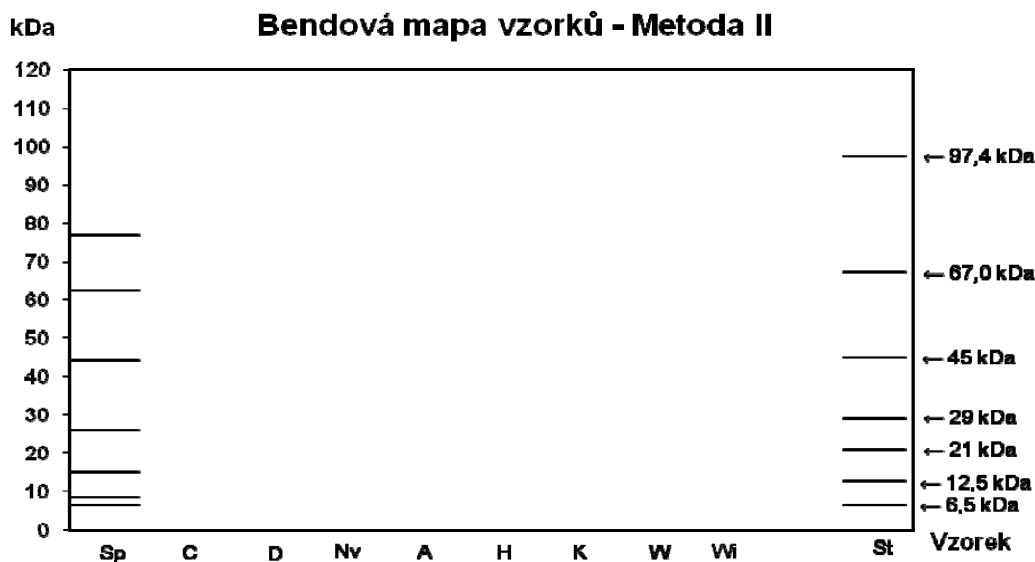 kDa
Bendová mapa vzorků - Metoda II
120
110
100
90
80
70
60
50
40
30
20
10
0
← 97,4 kDa
← 67,0 kDa
← 45 kDa
← 29 kDa
← 21 kDa
← 12,5 kDa
← 6,5 kDa
Sp C D Nv A H K W Wi St Vzorek